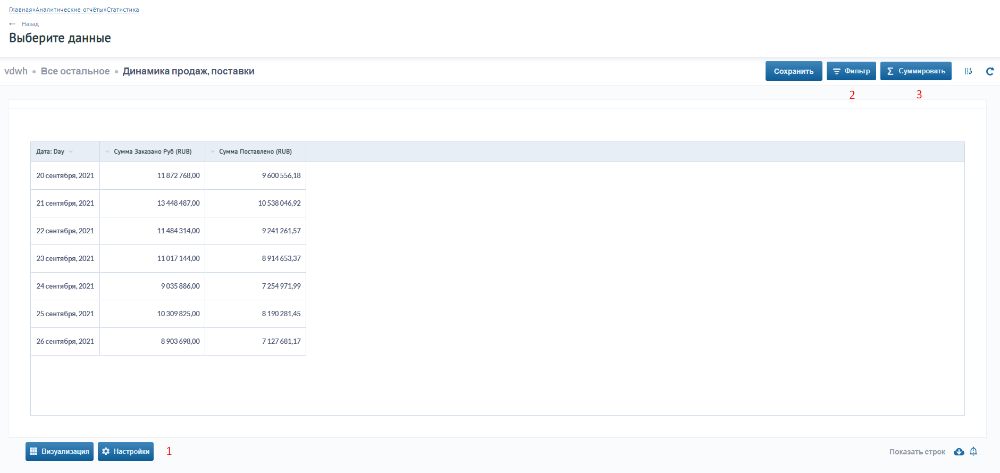 Главная»Аналитические отчёты»Статистика
← Назад
Выберите данные
vdwh • Все остальное • Динамика продаж, поставки
Сохранить Фильтр Σ Суммировать
2 3
Дата: Day Сумма Заказано Руб (RUB) Сумма Поставлено (RUB)
20 сентября, 2021 11 872 768,00 9 600 556,18
21 сентября, 2021 13 448 487,00 10 538 046,92
22 сентября, 2021 11 484 314,00 9 241 261,57
23 сентября, 2021 11 017 144,00 8 914 653,37
24 сентября, 2021 9 035 886,00 7 254 971,99
25 сентября, 2021 10 309 825,00 8 190 281,45
26 сентября, 2021 8 903 698,00 7 127 681,17
Визуализация Настройки 1 Показать строк